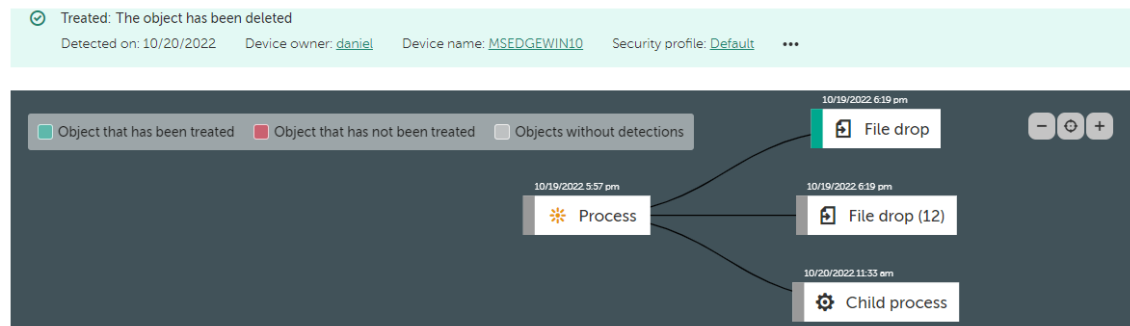 Treated: The object has been deleted
Detected on: 10/20/2022 Device owner: daniel Device name: MSEDGEWIN10 Security profile: Default •••
10/19/2022 6:19 pm
Object that has been treated Object that has not been treated Objects without detections
File drop
10/19/2022 5:57 pm
10/19/2022 6:19 pm
Process
File drop (12)
10/20/2022 11:33 am
Child process